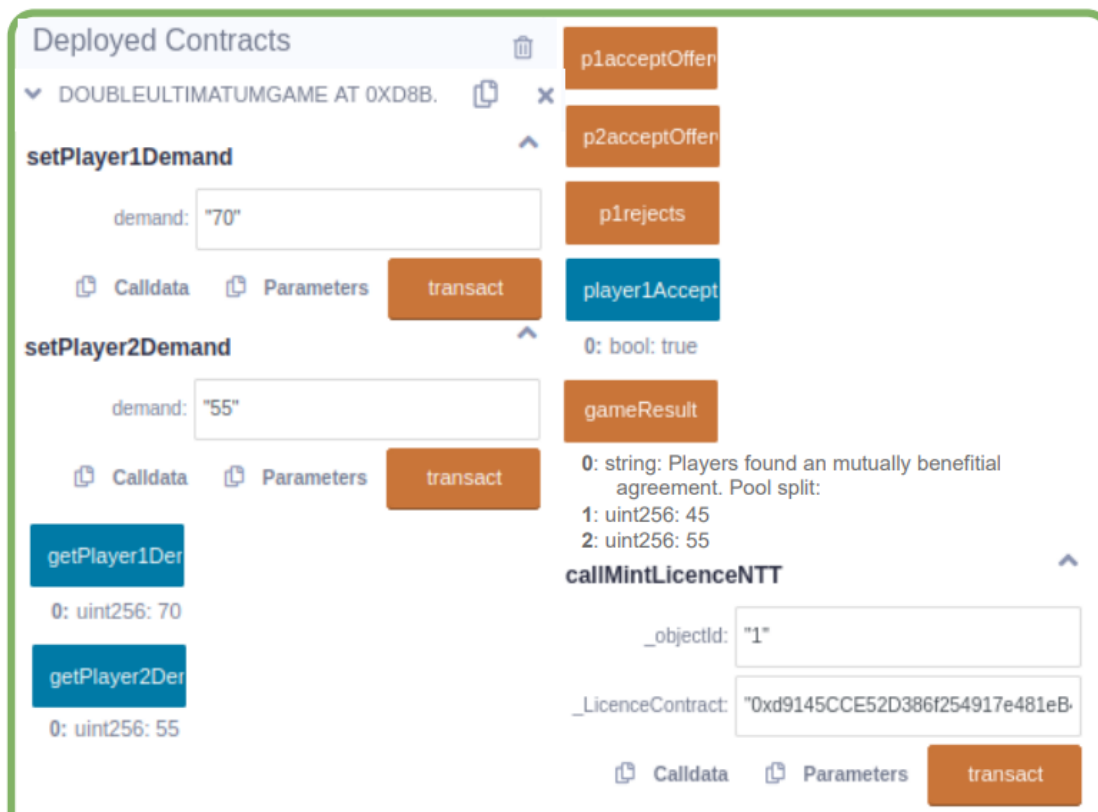 Deployed Contracts
DOUBLEULTIMATUMGAME AT 0XD8B.
setPlayer1Demand
demand: "70"
Calldata Parameters transact
setPlayer2Demand
demand: "55"
Calldata Parameters transact
getPlayer1Der
0: uint256: 70
getPlayer2Der
0: uint256: 55
p1acceptOffer
p2acceptOffer
p1rejects
player1Accept
0: bool: true
gameResult
0: string: Players found an mutually benefitial
agreement. Pool split:
1: uint256: 45
2: uint256: 55
callMintLicenceNTT
_objectId: "1"
_LicenceContract: "0xd9145CCE52D386f254917e481eB
Calldata Parameters transact